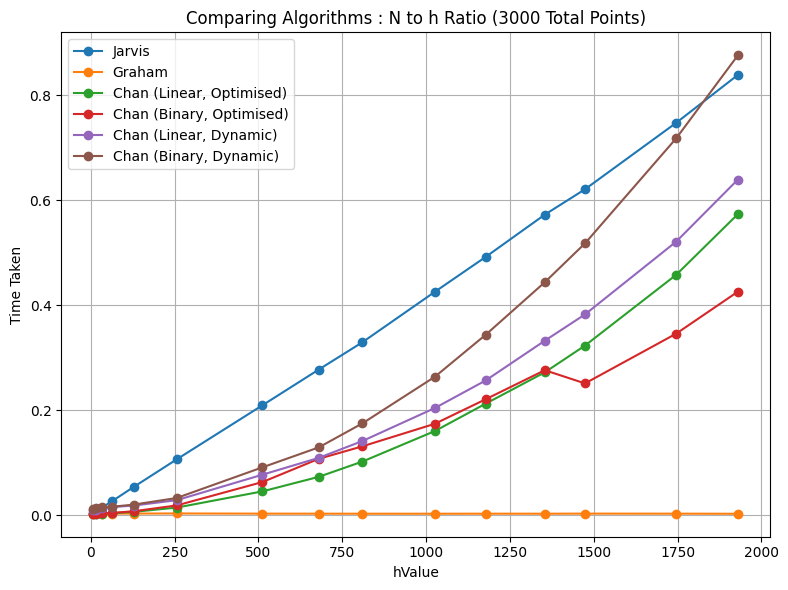 Comparing Algorithms : N to h Ratio (3000 Total Points)
Jarvis
Graham
Chan (Linear, Optimised)
Chan (Binary, Optimised)
Chan (Linear, Dynamic)
Chan (Binary, Dynamic)
Time Taken
0.8
0.6
0.4
0.2
0.0
0 250 500 750 1000 1250 1500 1750 2000
hValue